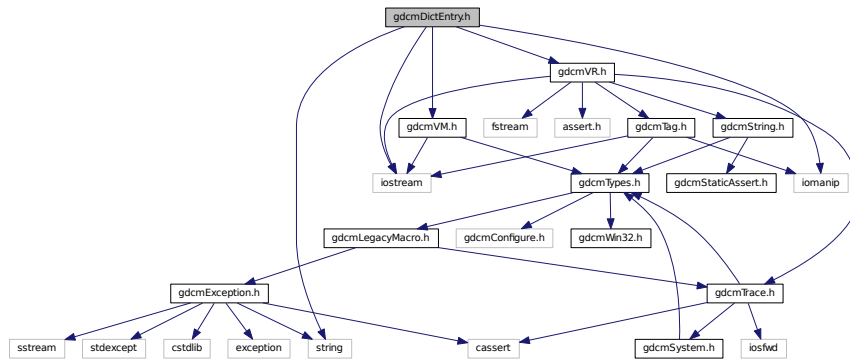 gdcmDictEntry.h
gdcmVR.h
gdcmVM.h
fstream
assert.h
gdcmTag.h
gdcmString.h
iostream
gdcmTypes.h
gdcmStaticAssert.h
iomanip
gdcmLegacyMacro.h
gdcmConfigure.h
gdcmWin32.h
gdcmException.h
gdcmTrace.h
sstream
stdexcept
cstdlib
exception
string
cassert
gdcmSystem.h
iosfwd